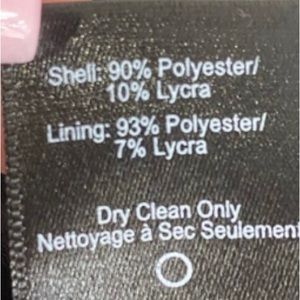 Shell: 90% Polyester/
10% Lycra
Lining: 93% Polyester/
7% Lycra
Dry Clean Only
Nettoyage à Sec Seulement